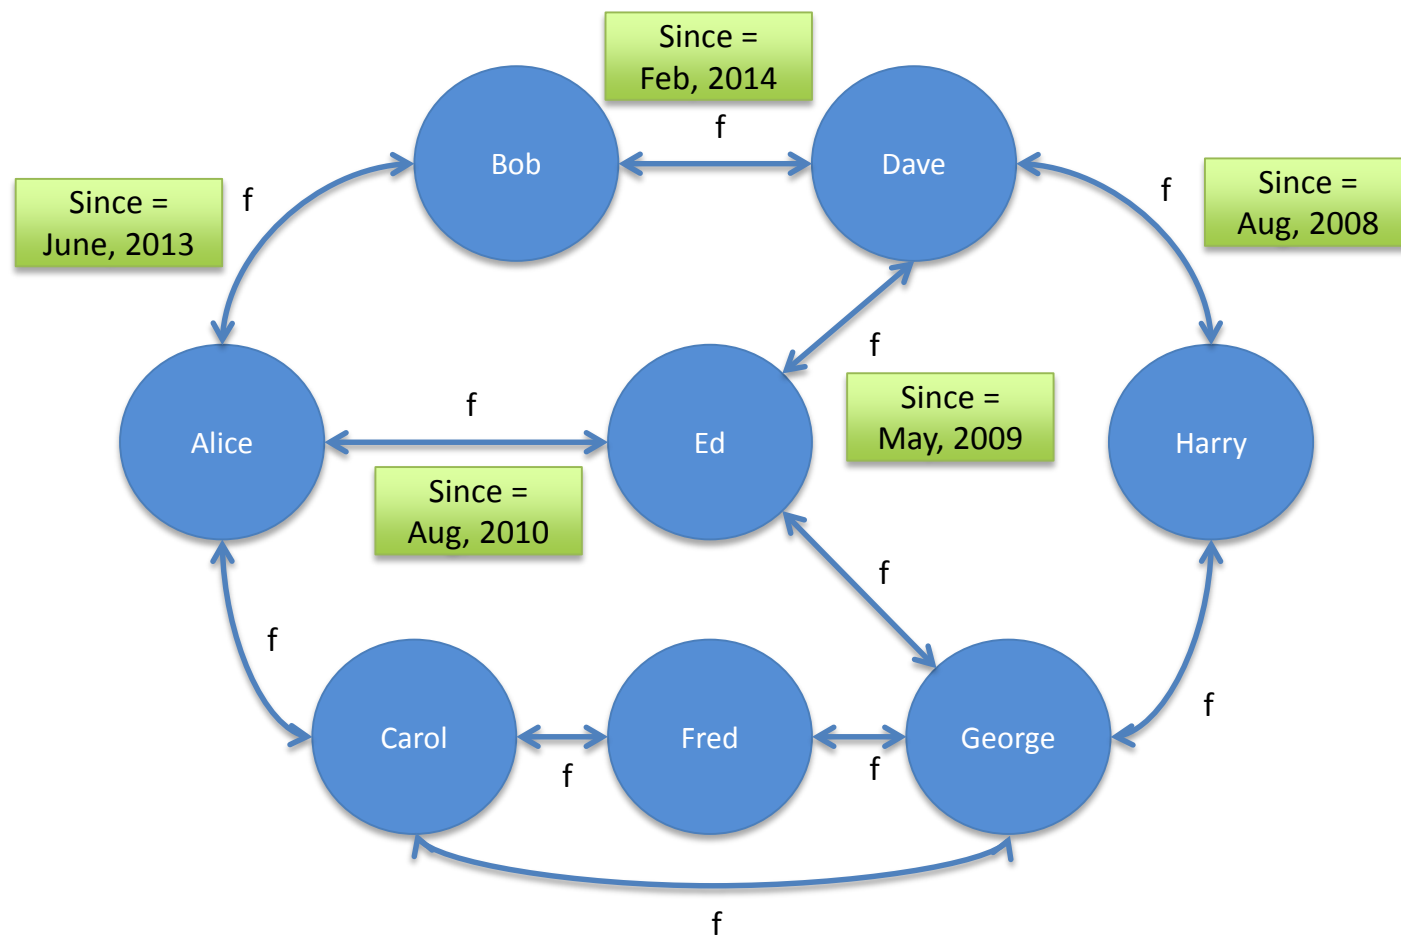 Since =
Feb, 2014
f
Bob
Dave
Since =
June, 2013
f
f
Since =
Aug, 2008
f
Since =
May, 2009
f
Alice
Ed
Harry
Since =
Aug, 2010
f
f
f
Carol
Fred
George
f
f
f